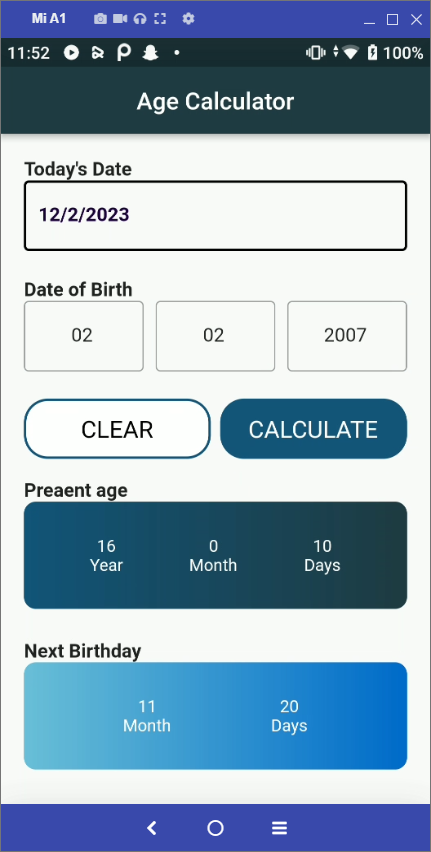 Mi A1
11:52
100%
Age Calculator
Today's Date
12/2/2023
Date of Birth
02 02 2007
CLEAR CALCULATE
Preaent age
16 0 10
Year Month Days
Next Birthday
11 20
Month Days